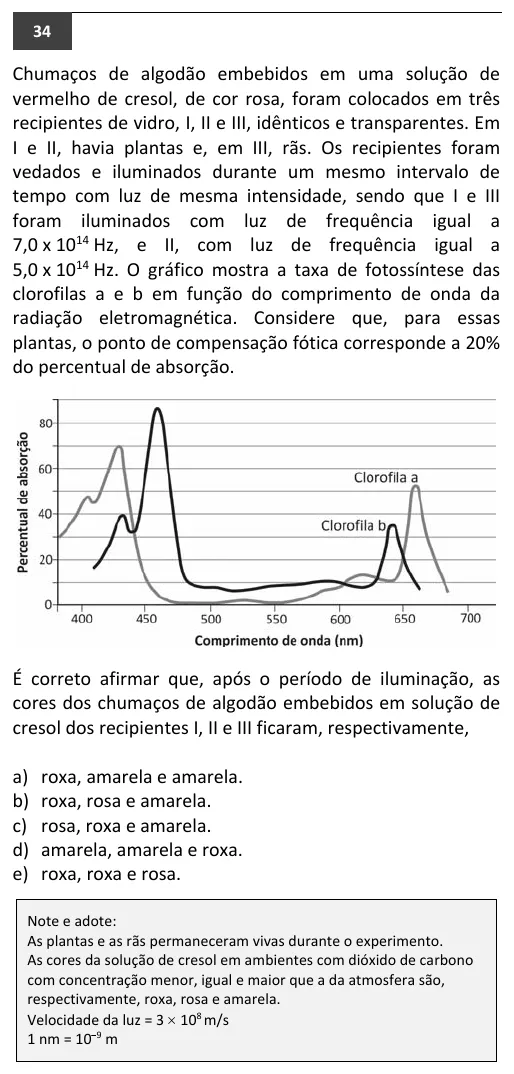 34
Chumaços de algodão embebidos em uma solução de
vermelho de cresol, de cor rosa, foram colocados em três
recipientes de vidro, I, II e III, idênticos e transparentes. Em
I e II, havia plantas e, em III, rãs. Os recipientes foram
vedados e iluminados durante um mesmo intervalo de
tempo com luz de mesma intensidade, sendo que I e III
foram iluminados com luz de frequência igual a
7,0 x 10¹⁴ Hz, e II, com luz de frequência igual a
5,0 x 10¹⁴ Hz. O gráfico mostra a taxa de fotossíntese das
clorofilas a e b em função do comprimento de onda da
radiação eletromagnética. Considere que, para essas
plantas, o ponto de compensação fótica corresponde a 20%
do percentual de absorção.
Percentual de absorção
80
60
40
20
0
Clorofila a
Clorofila b
400 450 500 550 600 650 700
Comprimento de onda (nm)
É correto afirmar que, após o período de iluminação, as
cores dos chumaços de algodão embebidos em solução de
cresol dos recipientes I, II e III ficaram, respectivamente,
a) roxa, amarela e amarela.
b) roxa, rosa e amarela.
c) rosa, roxa e amarela.
d) amarela, amarela e roxa.
e) roxa, roxa e rosa.
Note e adote:
As plantas e as rãs permaneceram vivas durante o experimento.
As cores da solução de cresol em ambientes com dióxido de carbono
com concentração menor, igual e maior que a da atmosfera são,
respectivamente, roxa, rosa e amarela.
Velocidade da luz = 3 × 10⁸ m/s
1 nm = 10⁻⁹ m